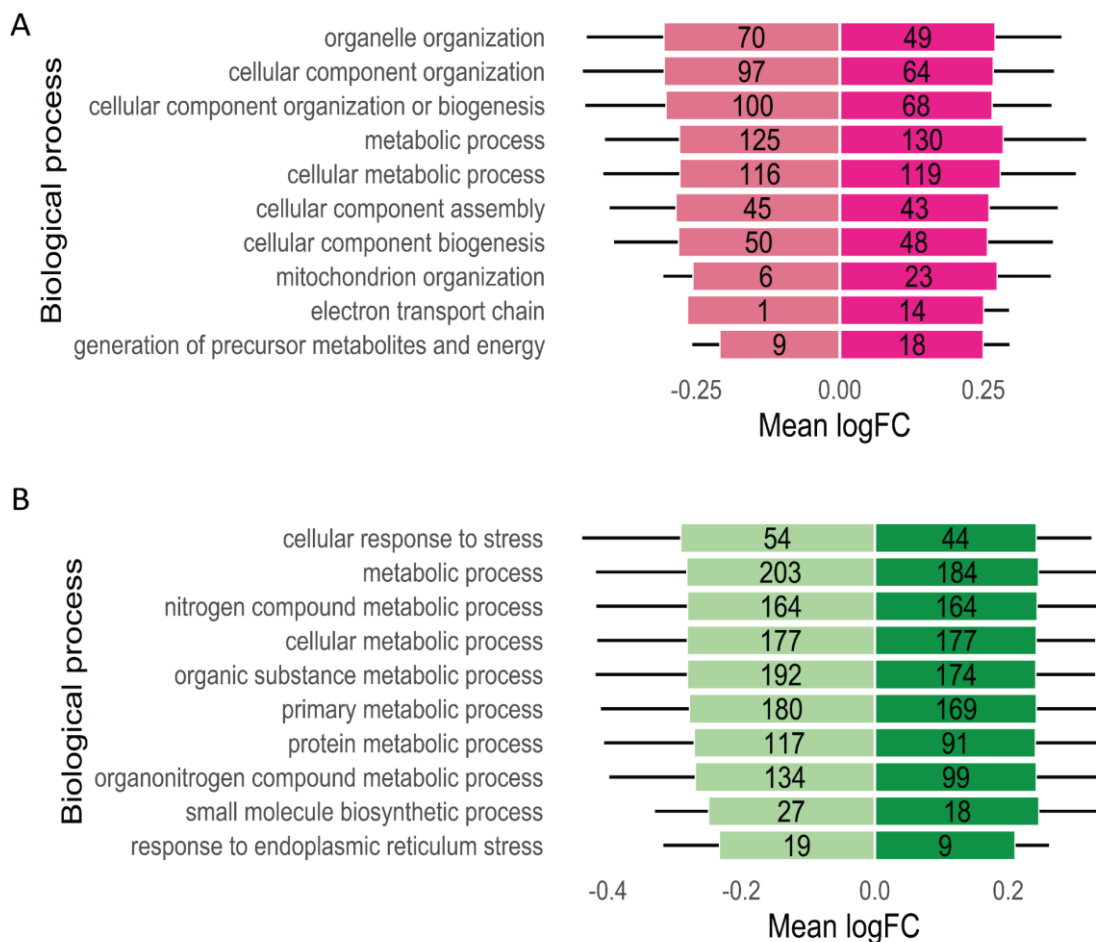 A
Biological process
organelle organization 70 49
cellular component organization 97 64
cellular component organization or biogenesis 100 68
metabolic process 125 130
cellular metabolic process 116 119
cellular component assembly 45 43
cellular component biogenesis 50 48
mitochondrion organization 6 23
electron transport chain 1 14
generation of precursor metabolites and energy 9 18
-0.25 0.00 0.25
Mean logFC
B
Biological process
cellular response to stress 54 44
metabolic process 203 184
nitrogen compound metabolic process 164 164
cellular metabolic process 177 177
organic substance metabolic process 192 174
primary metabolic process 180 169
protein metabolic process 117 91
organonitrogen compound metabolic process 134 99
small molecule biosynthetic process 27 18
response to endoplasmic reticulum stress 19 9
-0.4 -0.2 0.0 0.2
Mean logFC